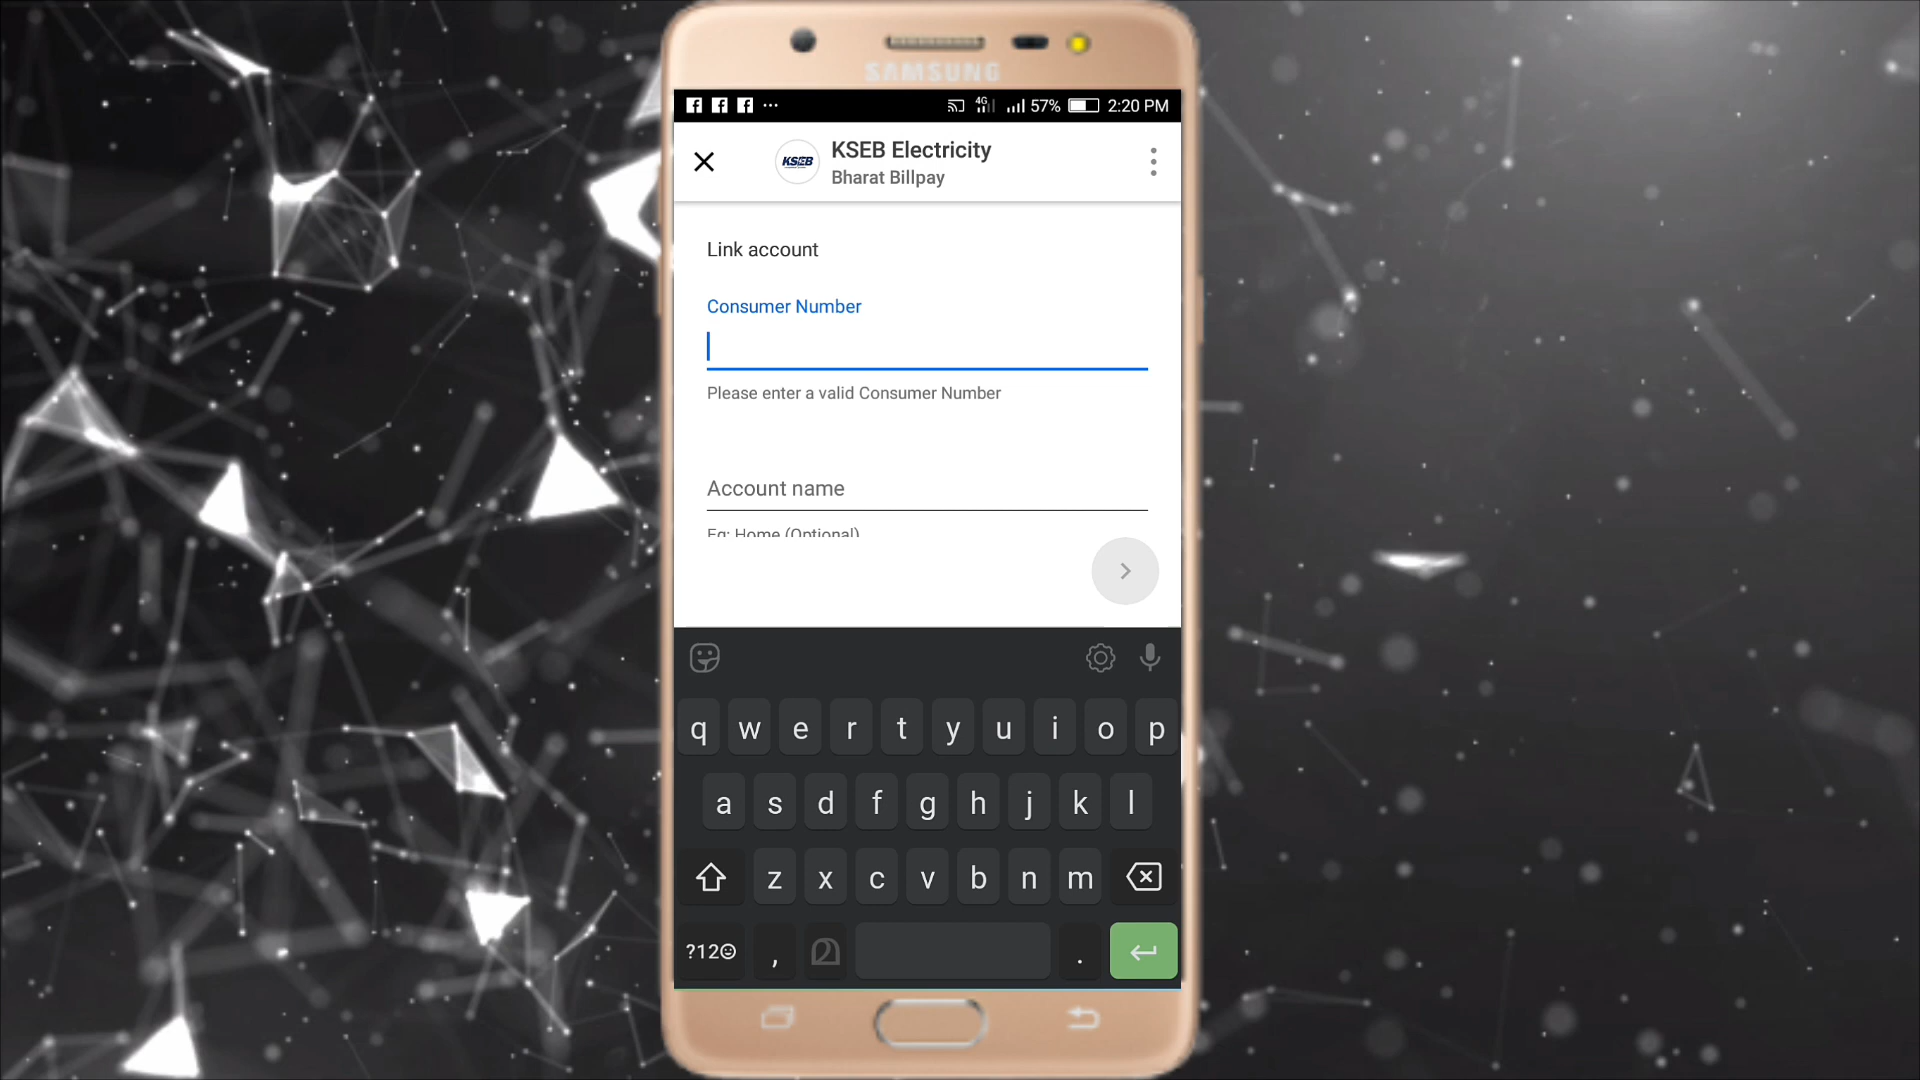 SAMSUNG
57% 2:20 PM
KSEB
KSEB Electricity
Bharat Billpay
Link account
Consumer Number
Please enter a valid Consumer Number
Account name
Eg: Home (Optional)
q w e r t y u i o p
a s d f g h j k l
z x c v b n m
?12☺ , മ .